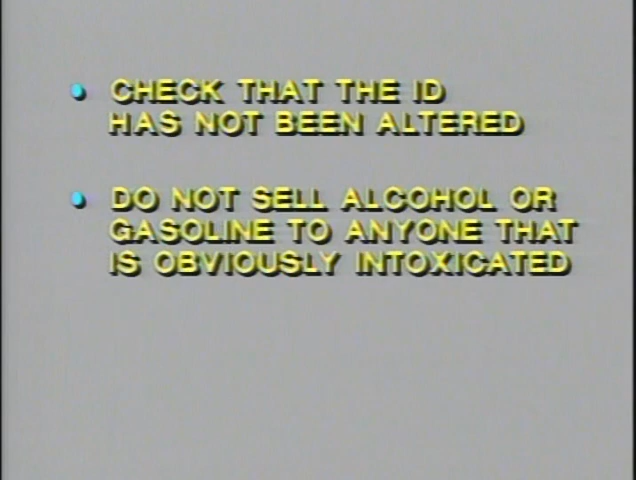 • CHECK THAT THE ID
HAS NOT BEEN ALTERED
• DO NOT SELL ALCOHOL OR
GASOLINE TO ANYONE THAT
IS OBVIOUSLY INTOXICATED